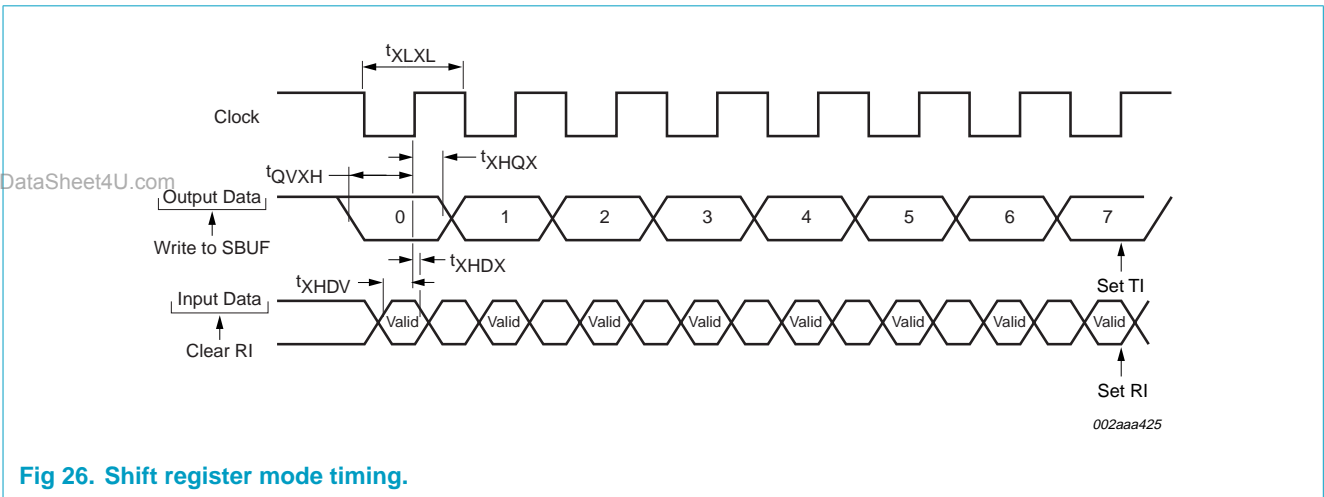 tXLXL
Clock
tXHQX
tQVXH
DataSheet4U.com
Output Data
0 1 2 3 4 5 6 7
Write to SBUF
tXHDX
Set TI
tXHDV
Input Data
Valid Valid Valid Valid Valid Valid Valid Valid
Clear RI
Set RI
002aaa425
Fig 26. Shift register mode timing.